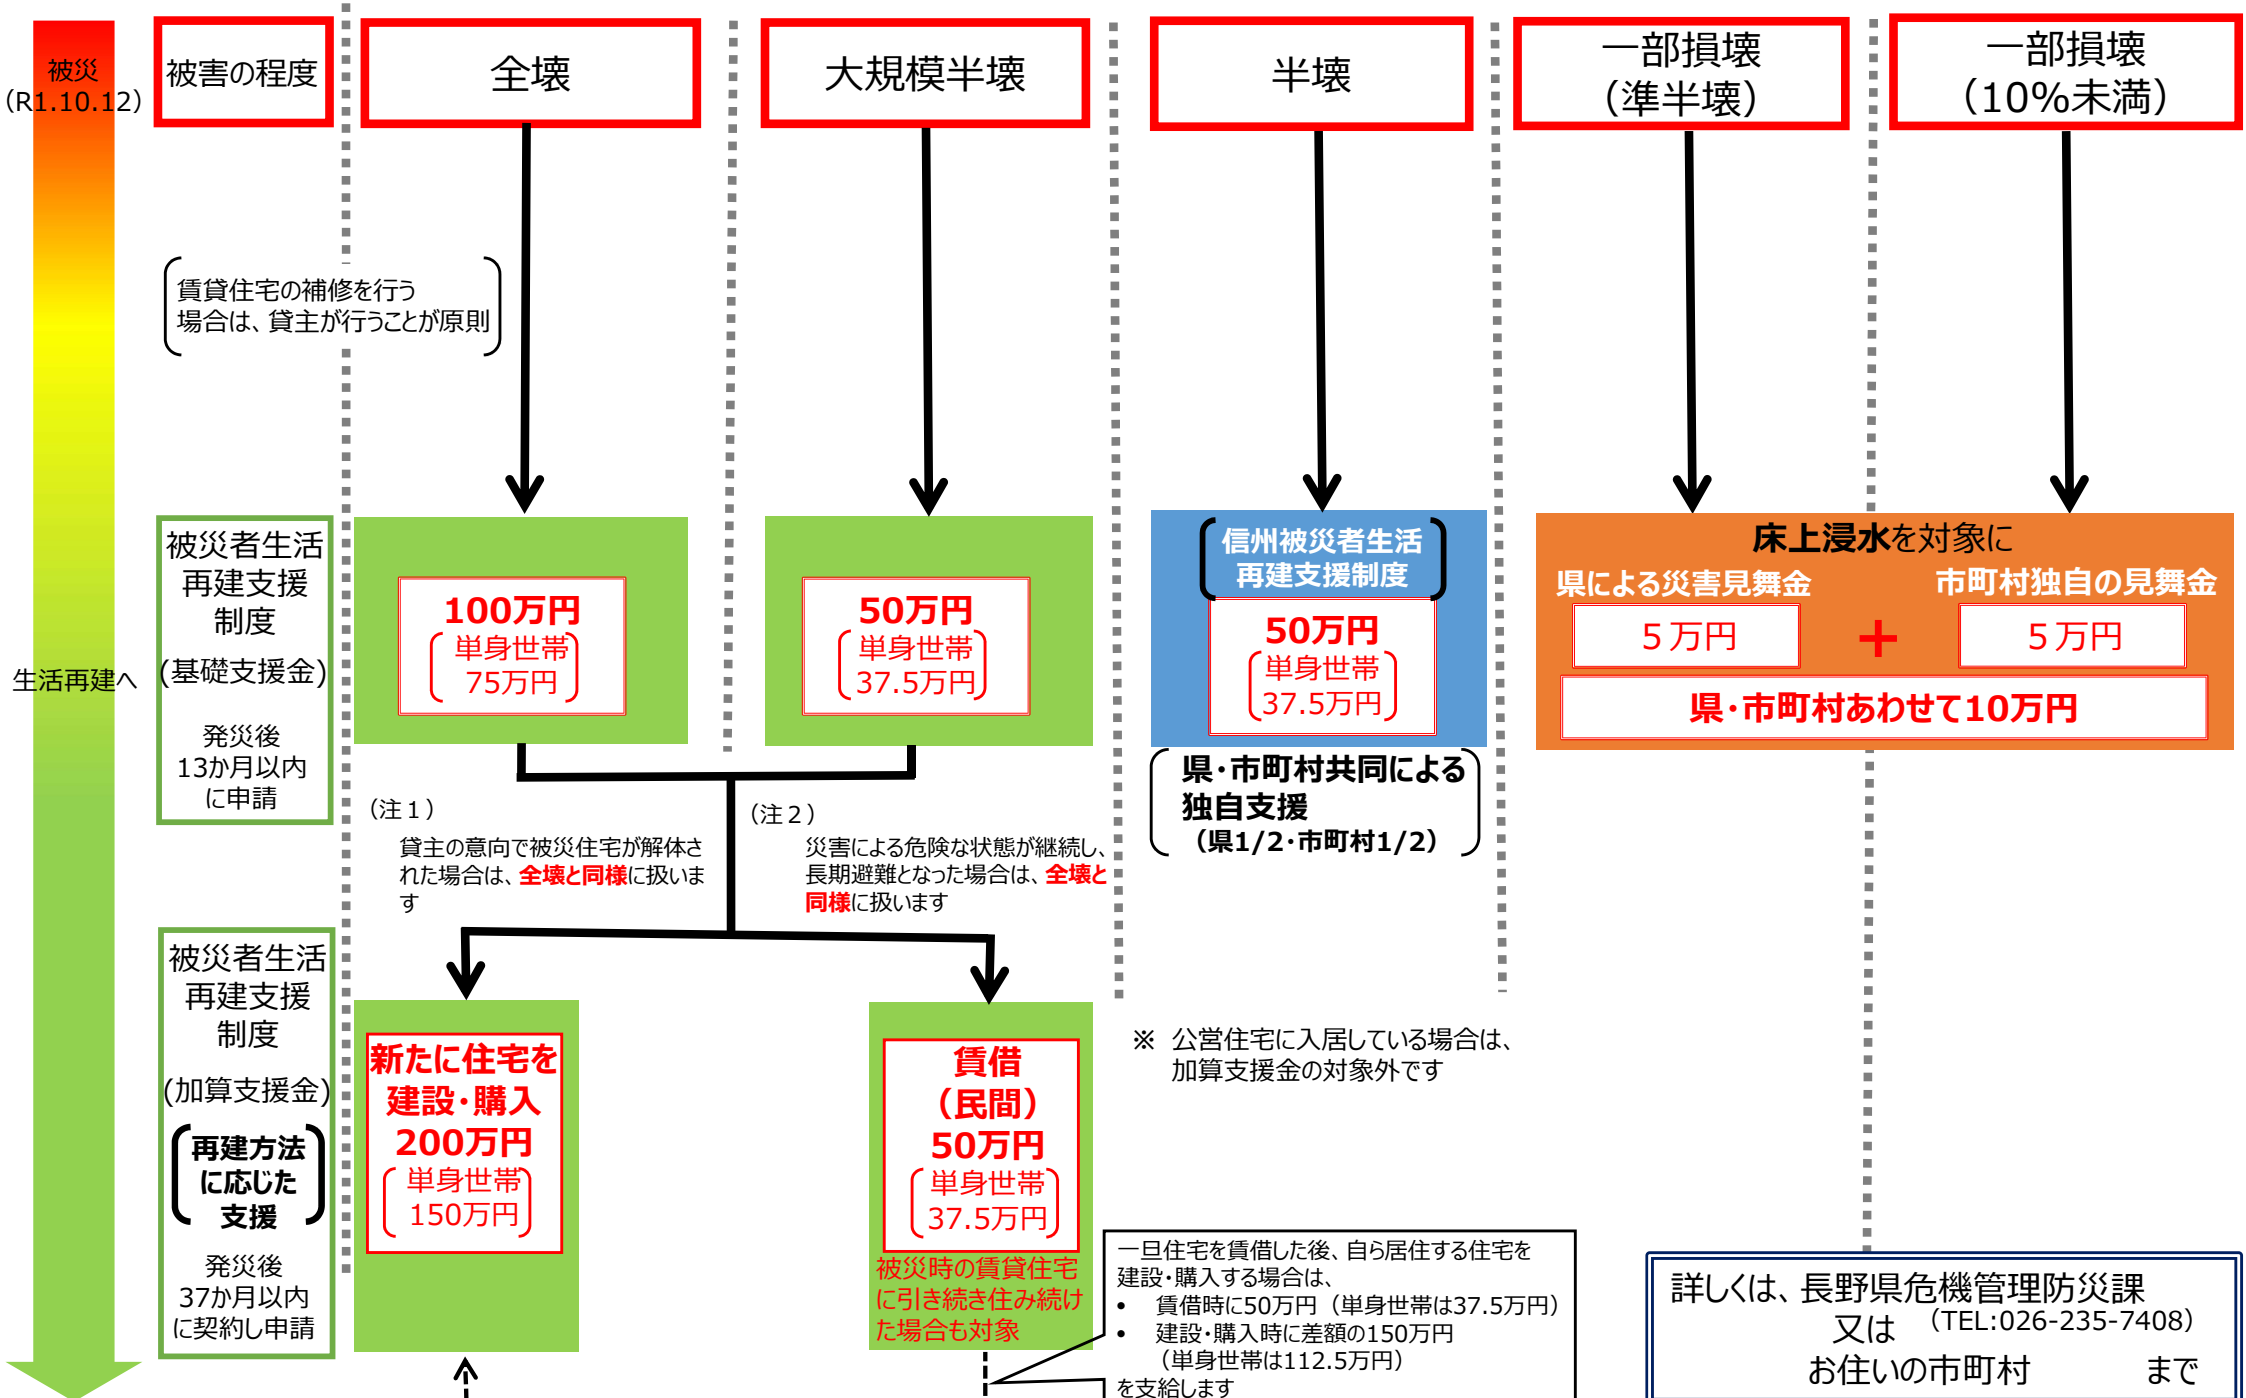 被災
（R1.10.12）
被害の程度
全壊
大規模半壊
半壊
一部損壊
（準半壊）
一部損壊
（10%未満）
賃貸住宅の補修を行う
場合は、貸主が行うことが原則
生活再建へ
被災者生活
再建支援
制度
(基礎支援金)
発災後
13か月以内
に申請
100万円
単身世帯
75万円
50万円
単身世帯
37.5万円
信州被災者生活
再建支援制度
50万円
単身世帯
37.5万円
県・市町村共同による
独自支援
（県1/2・市町村1/2）
床上浸水を対象に
県による災害見舞金
市町村独自の見舞金
５万円
＋
５万円
県・市町村あわせて10万円
（注１）
貸主の意向で被災住宅が解体さ
れた場合は、全壊と同様に扱いま
す
（注２）
災害による危険な状態が継続し、
長期避難となった場合は、全壊と
同様に扱います
被災者生活
再建支援
制度
(加算支援金)
再建方法
に応じた
支援
発災後
37か月以内
に契約し申請
新たに住宅を
建設・購入
200万円
単身世帯
150万円
賃借
（民間）
50万円
単身世帯
37.5万円
被災時の賃貸住宅
に引き続き住み続け
た場合も対象
※ 公営住宅に入居している場合は、
加算支援金の対象外です
一旦住宅を賃借した後、自ら居住する住宅を
建設・購入する場合は、
• 賃借時に50万円（単身世帯は37.5万円）
• 建設・購入時に差額の150万円
（単身世帯は112.5万円）
を支給します
詳しくは、長野県危機管理防災課
又は （TEL:026-235-7408）
お住いの市町村 まで